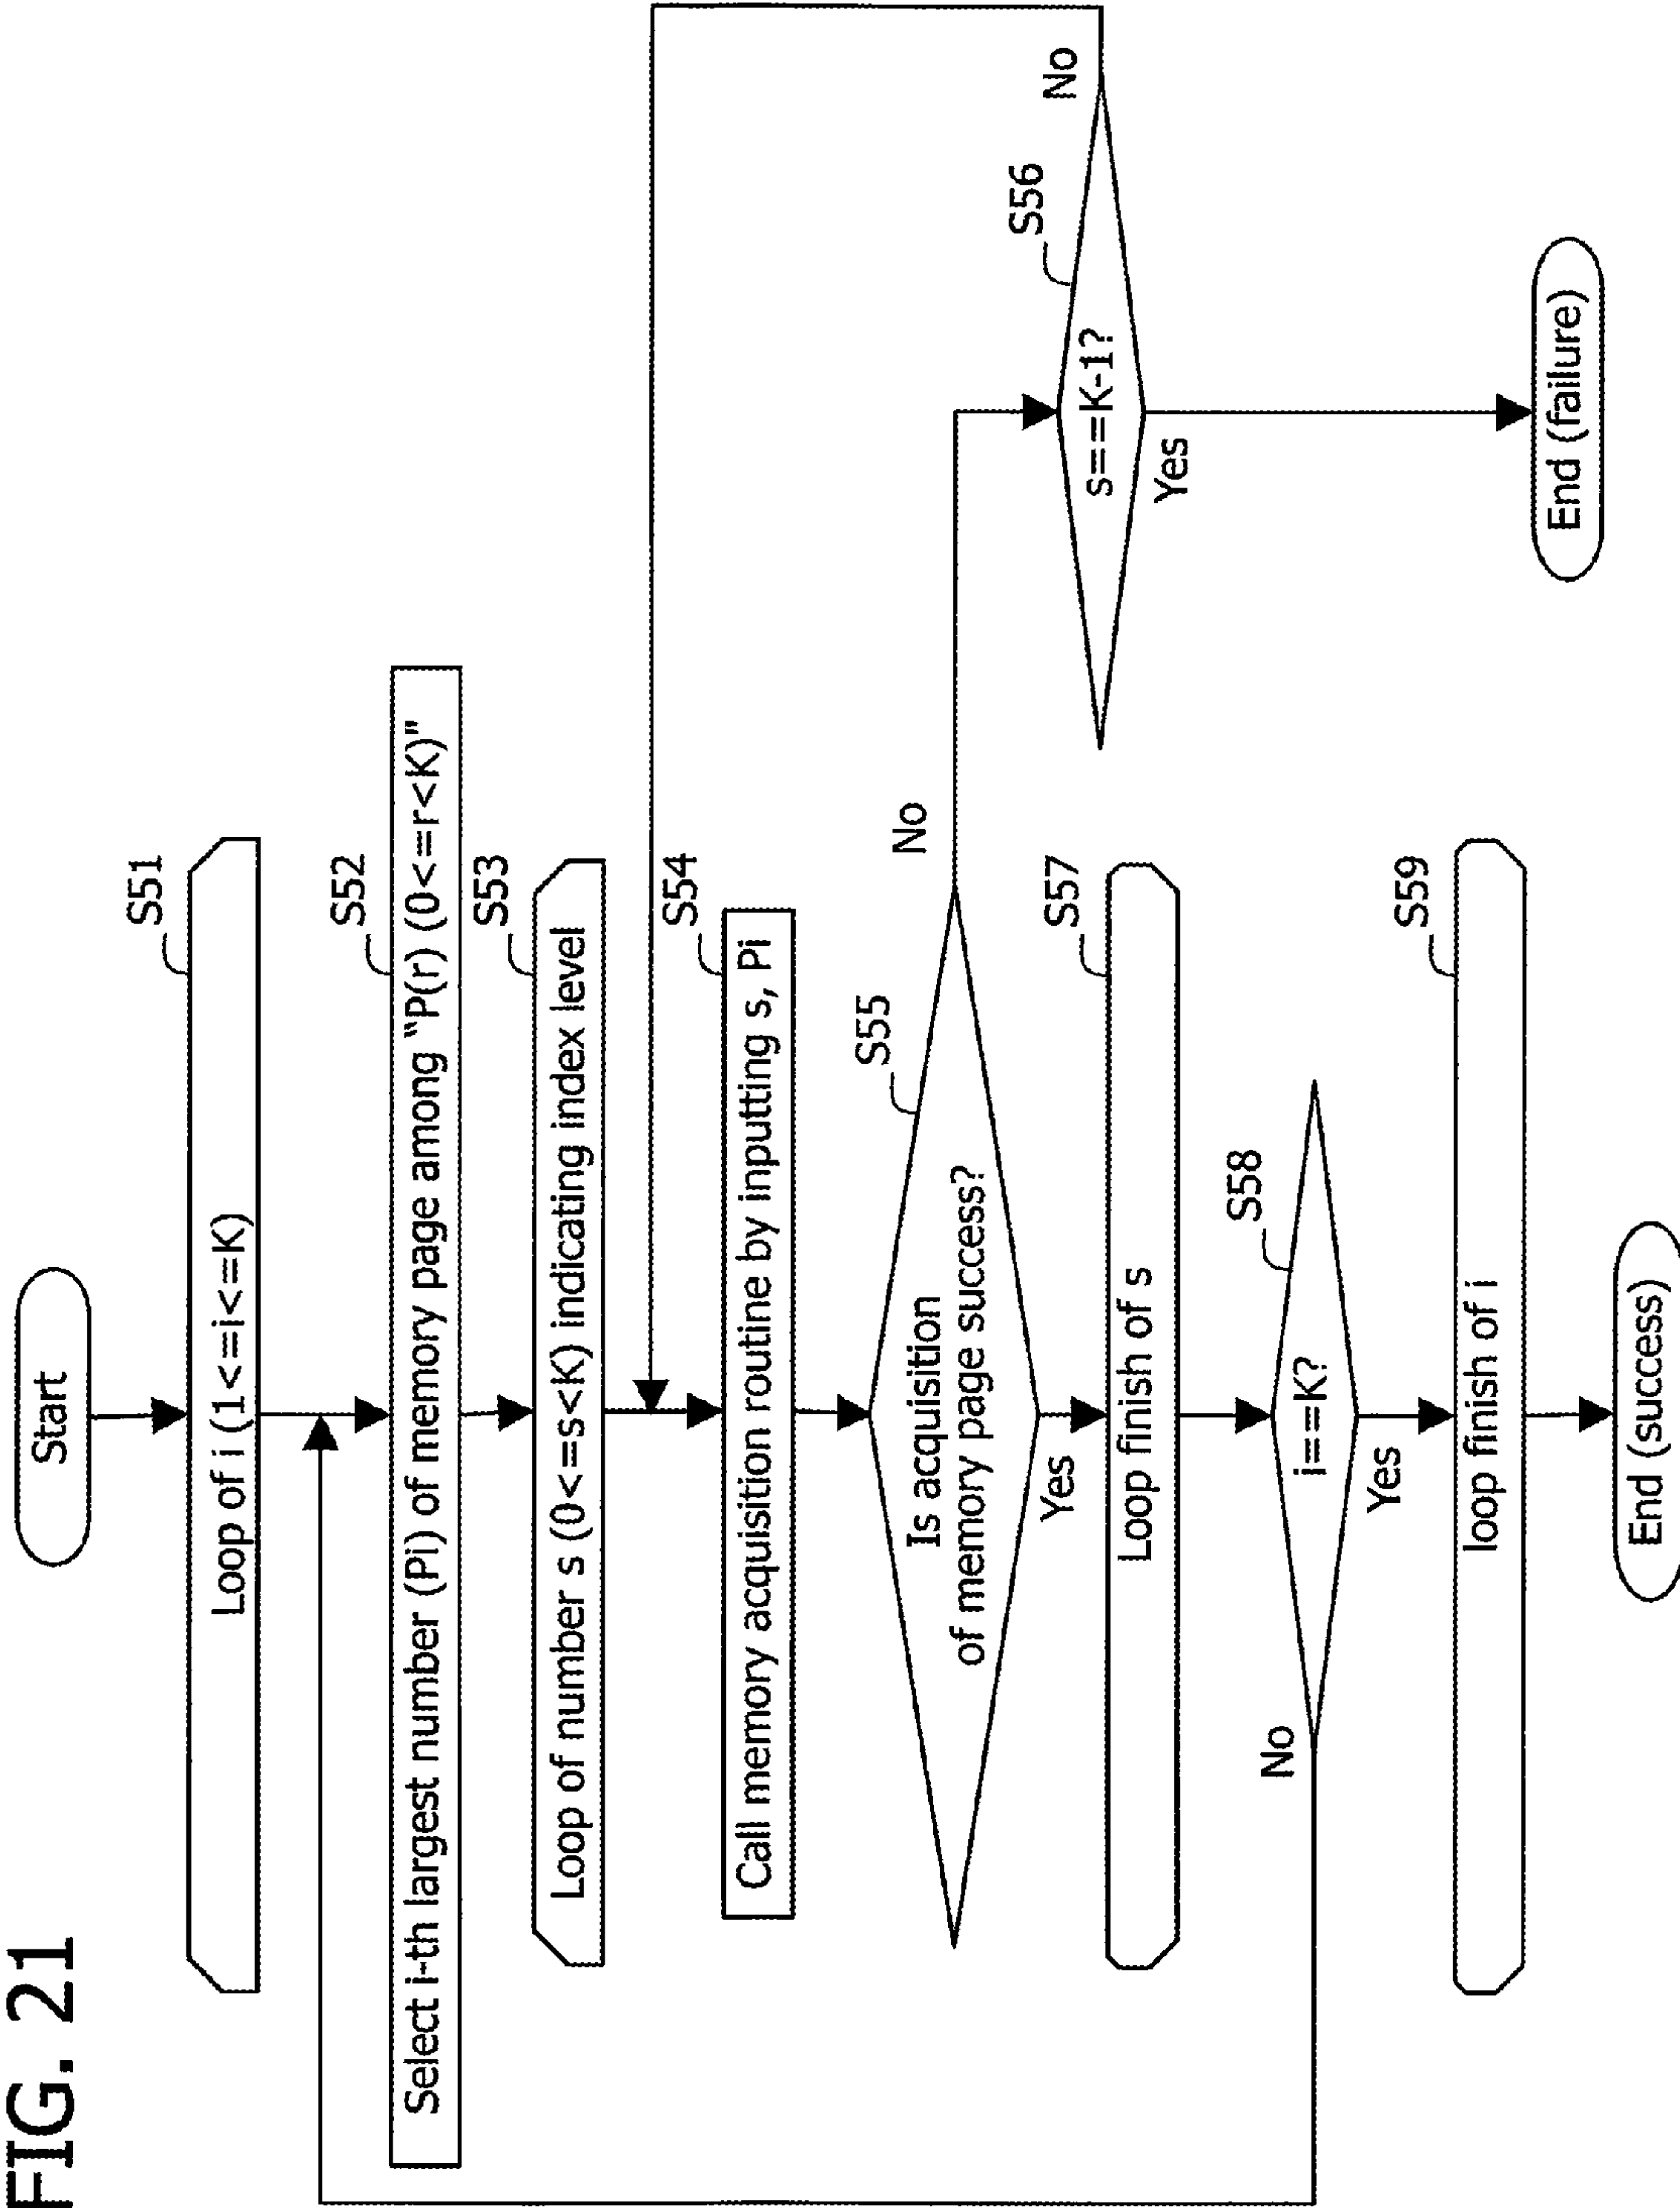 FIG. 21
Start
S51
Loop of i (1<=i<=K)
S52
Select i-th largest number (Pi) of memory page among "P(r) (0<=r<K)"
S53
Loop of number s (0<=s<K) indicating index level
S54
Call memory acquisition routine by inputting s, Pi
S55
Is acquisition
of memory page success?
No
Yes
S56
s==K-1?
No
Yes
End (failure)
S57
Loop finish of s
S58
i==K?
No
Yes
S59
loop finish of i
End (success)